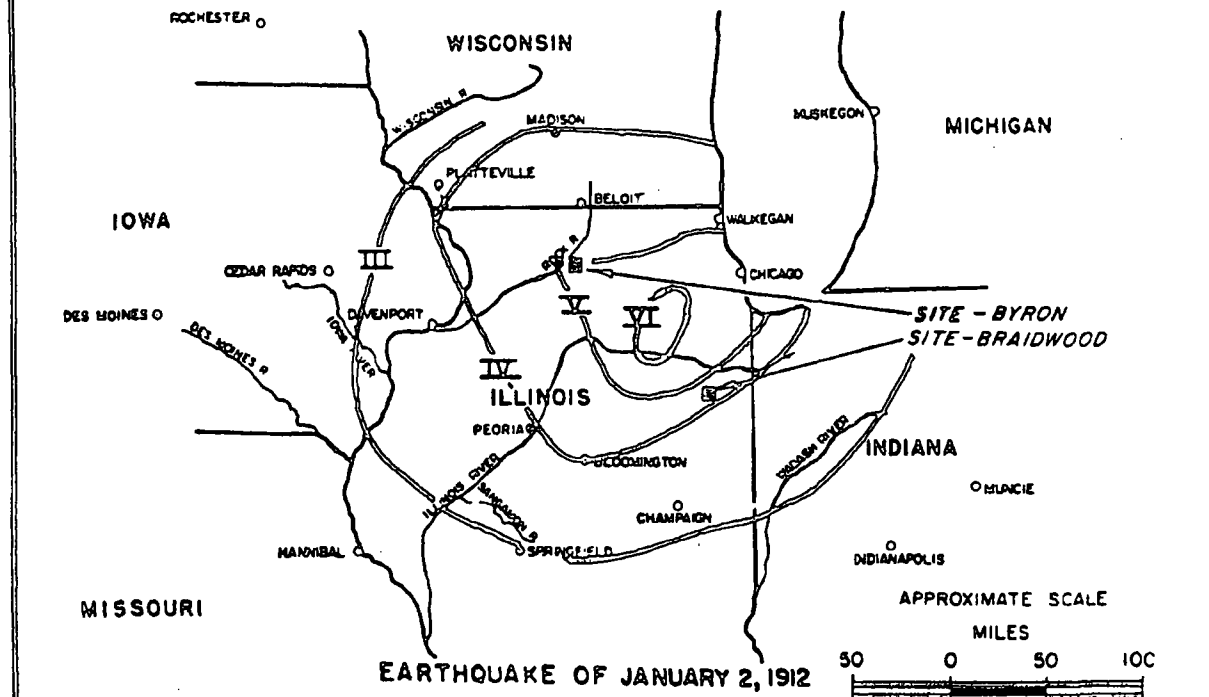 ROCHESTER
WISCONSIN
WISCONSIN R
MADISON
MUSKEGON
MICHIGAN
PLATTEVILLE
IOWA
BELOIT
WAUKEGAN
III
ROCK R
CEDAR RAPIDS
CHICAGO
DES MOINES
DAVENPORT
V
VI
SITE - BYRON
SITE - BRAIDWOOD
DES MOINES R
IOWA RIVER
IV
ILLINOIS
PEORIA
WABASH RIVER
INDIANA
BLOOMINGTON
ILLINOIS RIVER
SANGAMON R
MUNCIE
CHAMPAIGN
HANNIBAL
SPRINGFIELD
INDIANAPOLIS
MISSOURI
APPROXIMATE SCALE
MILES
EARTHQUAKE OF JANUARY 2, 1912
50 0 50 100